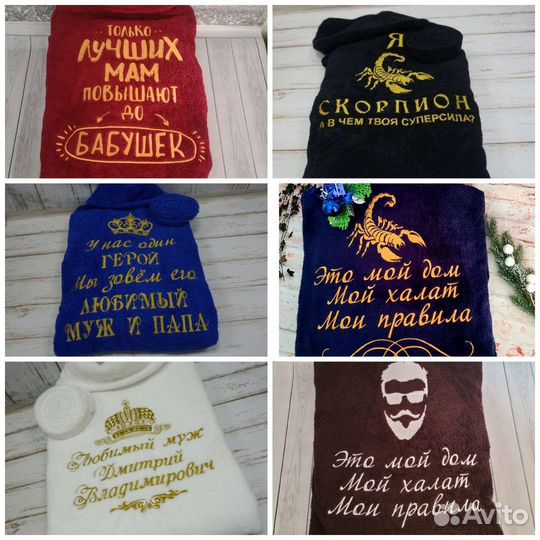 ТОЛЬКО
ЛУЧШИХ
МАМ
ПОВЫШАЮТ
ДО
БАБУШЕК
Я
СКОРПИОН
А В ЧЕМ ТВОЯ СУПЕРСИЛА?
У нас один
ГЕРОЙ
Мы зовём его
ЛЮБИМЫЙ
МУЖ И ПАПА
Это мой дом
Мой халат
Мои правила
Любимый муж
Дмитрий
Владимирович
Это мой дом
Мой халат
Мои правила
Avito